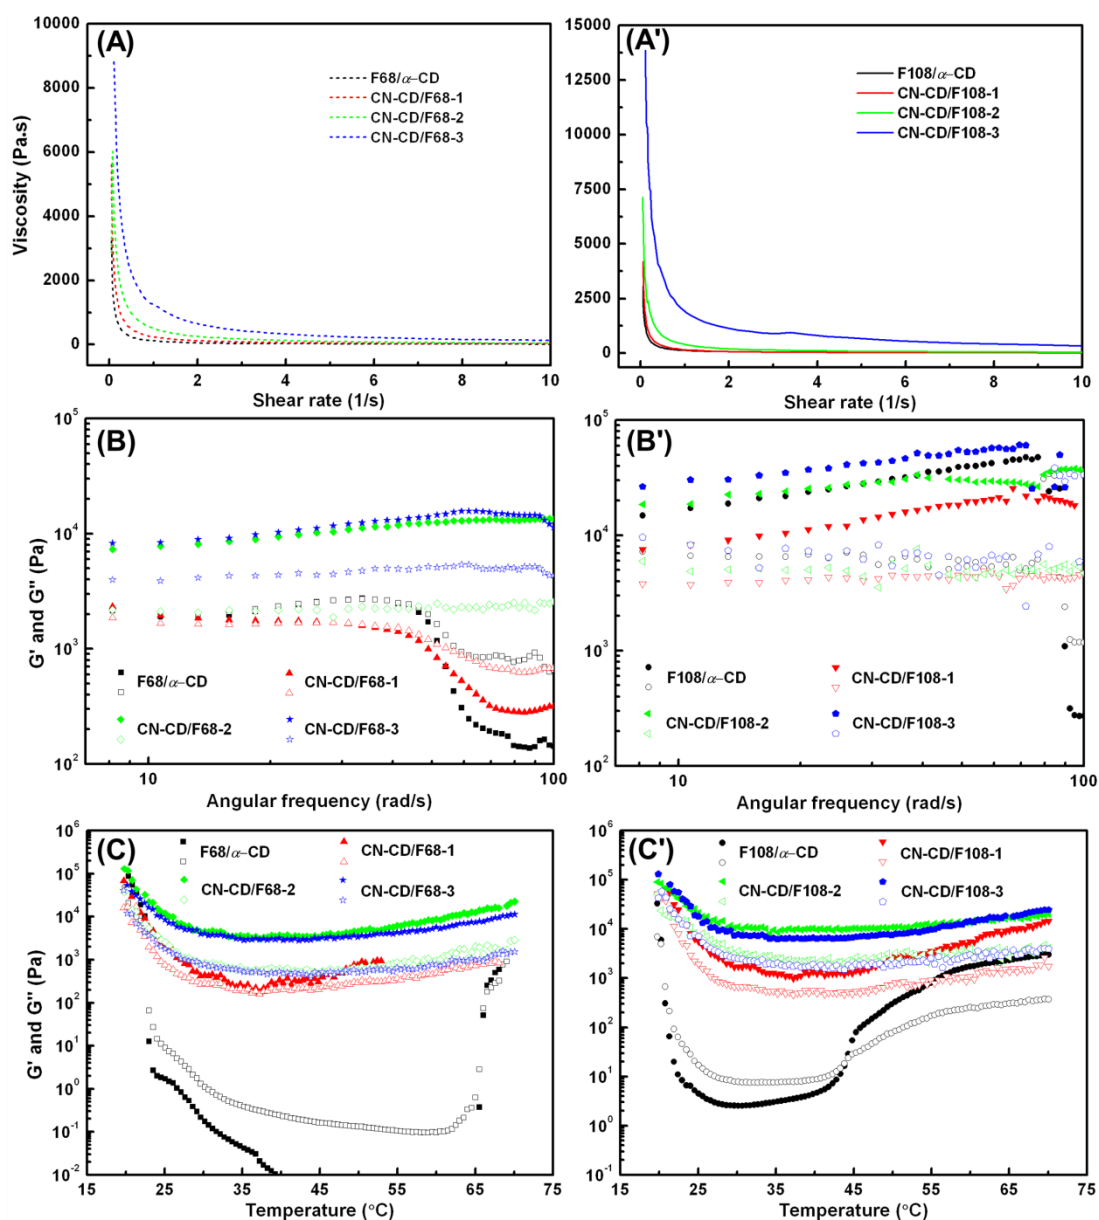 (A)
10000
8000
6000
4000
2000
0
Viscosity (Pa.s)
F68/α–CD
CN-CD/F68-1
CN-CD/F68-2
CN-CD/F68-3
0 2 4 6 8 10
Shear rate (1/s)
(A')
15000
12500
10000
7500
5000
2500
0
F108/α–CD
CN-CD/F108-1
CN-CD/F108-2
CN-CD/F108-3
0 2 4 6 8 10
Shear rate (1/s)
(B)
10⁵
10⁴
10³
10²
G' and G'' (Pa)
F68/α–CD
CN-CD/F68-1
CN-CD/F68-2
CN-CD/F68-3
10 100
Angular frequency (rad/s)
(B')
10⁵
10⁴
10³
10²
F108/α–CD
CN-CD/F108-1
CN-CD/F108-2
CN-CD/F108-3
10 100
Angular frequency (rad/s)
(C)
10⁶
10⁵
10⁴
10³
10²
10¹
10⁰
10⁻¹
10⁻²
G' and G'' (Pa)
F68/α–CD
CN-CD/F68-1
CN-CD/F68-2
CN-CD/F68-3
15 25 35 45 55 65 75
Temperature (°C)
(C')
10⁶
10⁵
10⁴
10³
10²
10¹
10⁰
10⁻¹
F108/α–CD
CN-CD/F108-1
CN-CD/F108-2
CN-CD/F108-3
15 25 35 45 55 65 75
Temperature (°C)